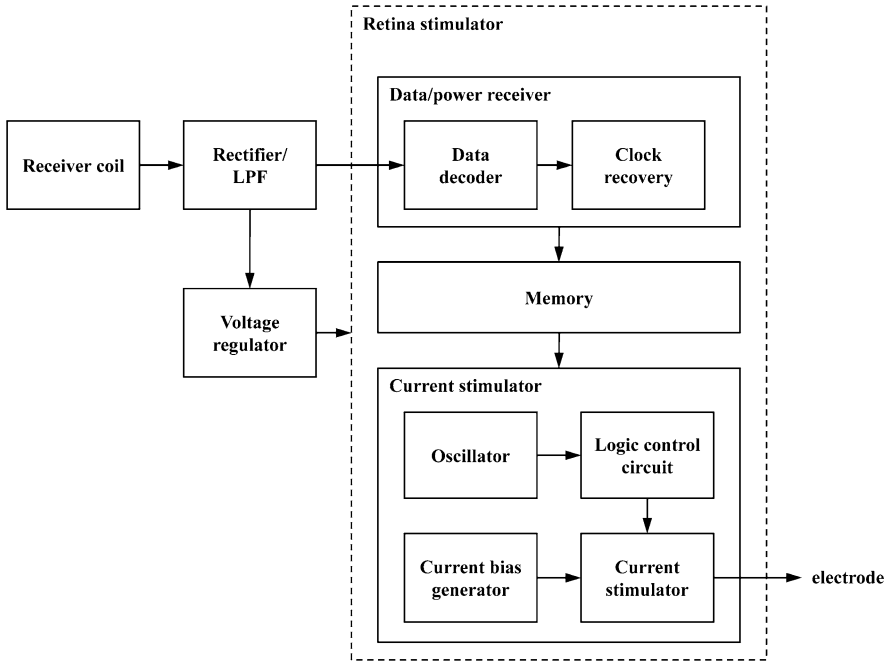 Retina stimulator
Data/power receiver
Receiver coil
Rectifier/
LPF
Data
decoder
Clock
recovery
Voltage
regulator
Memory
Current stimulator
Oscillator
Logic control
circuit
Current bias
generator
Current
stimulator
electrode